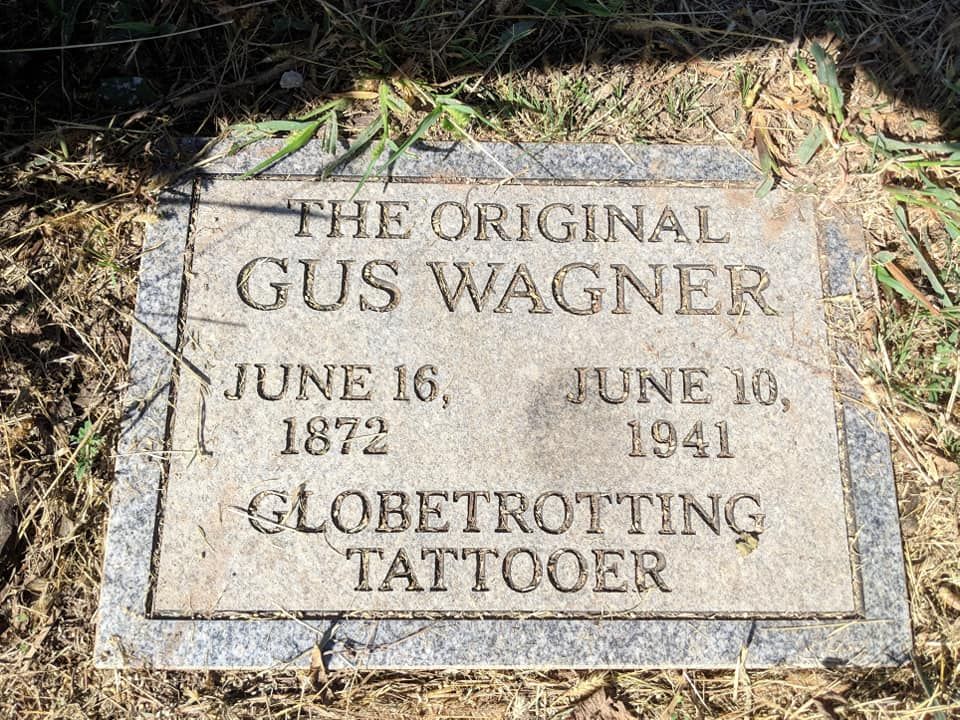 THE ORIGINAL
GUS WAGNER
JUNE 16, JUNE 10,
1872 1941
GLOBETROTTING
TATTOOER